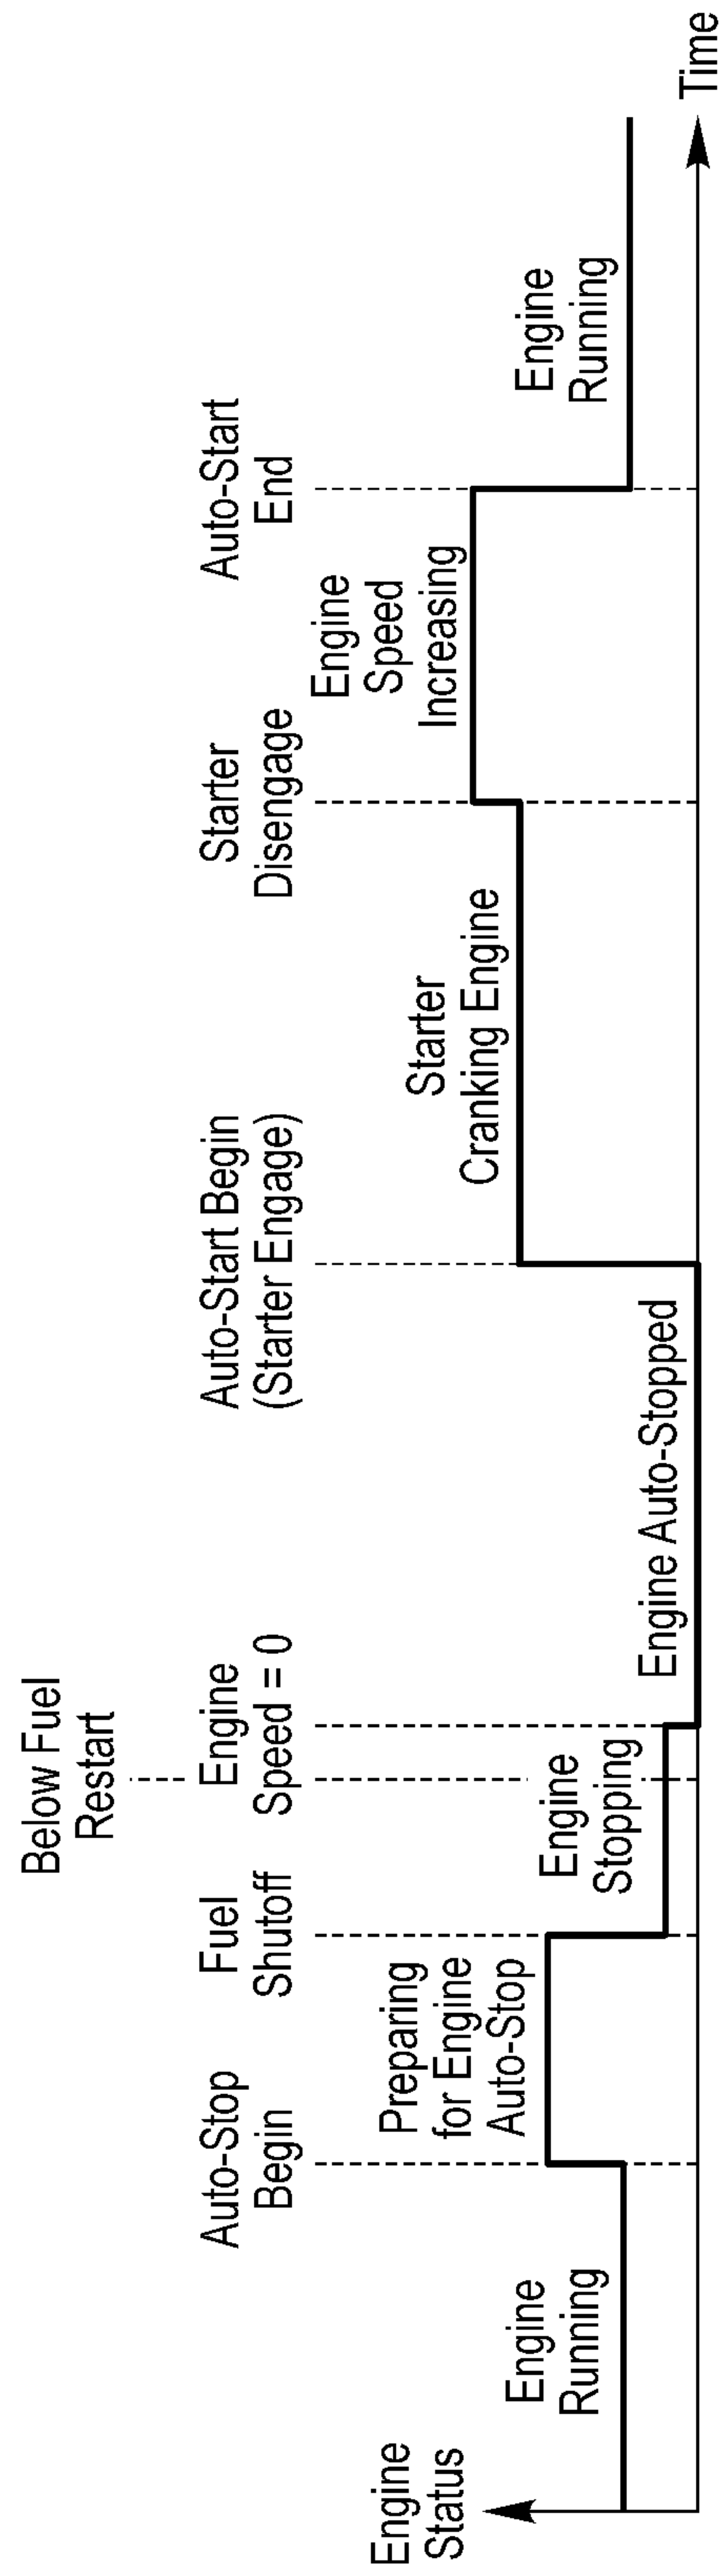 Below Fuel
Restart
Auto-Stop
Begin
Fuel
Shutoff
Engine
Speed = 0
Auto-Start Begin
(Starter Engage)
Starter
Disengage
Auto-Start
End
Engine
Status
Engine
Running
Preparing
for Engine
Auto-Stop
Engine
Stopping
Engine Auto-Stopped
Starter
Cranking Engine
Engine
Speed
Increasing
Engine
Running
Time